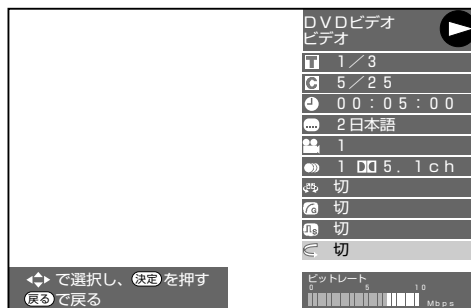 DVDビデオ
ビデオ
T 1/3
C 5/25
00:05:00
2日本語
1
1 DD 5.1ch
切
G 切
S 切
切
で選択し、決定を押す
戻るで戻る
ビットレート
0 5 10
Mbps